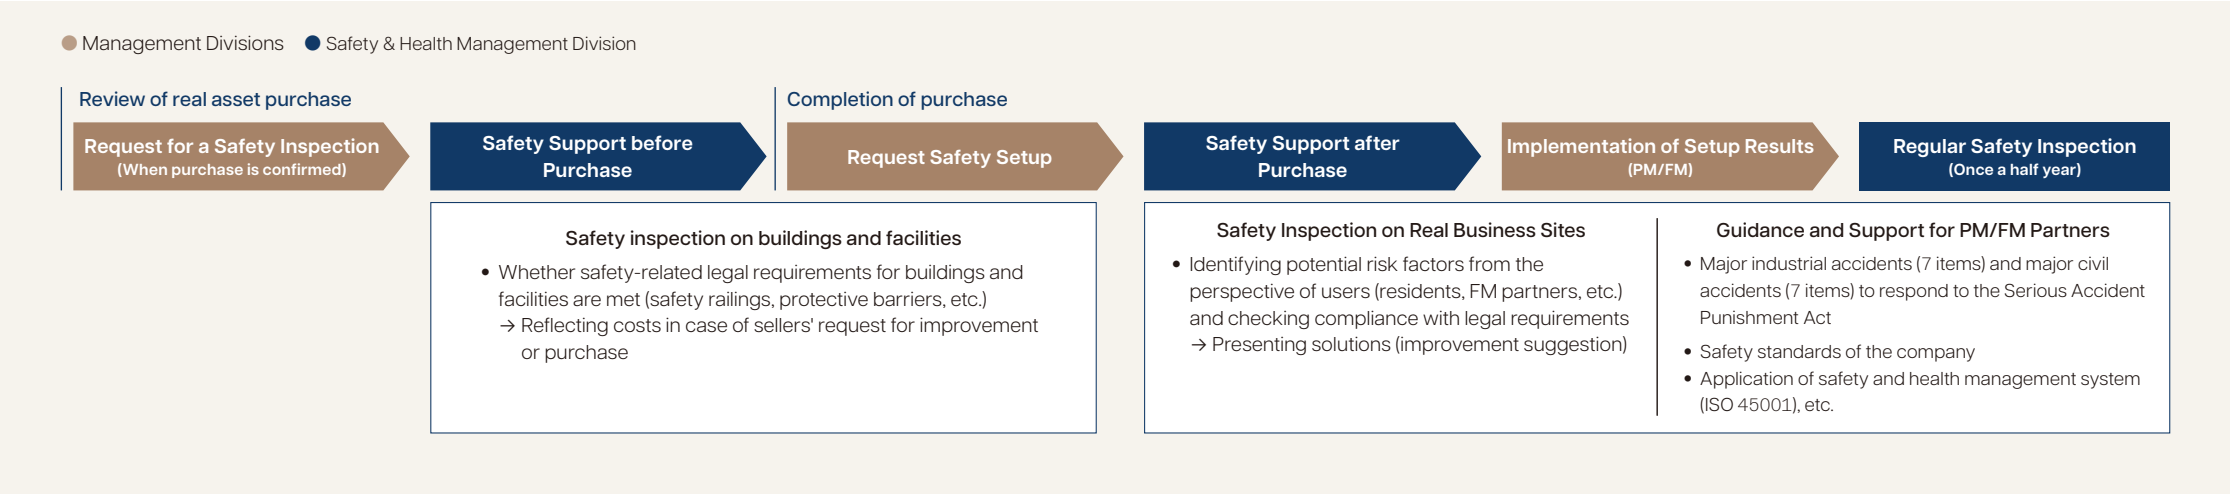 Management Divisions
Safety & Health Management Division
Review of real asset purchase
Completion of purchase
Request for a Safety Inspection
(When purchase is confirmed)
Safety Support before
Purchase
Request Safety Setup
Safety Support after
Purchase
Implementation of Setup Results
(PM/FM)
Regular Safety Inspection
(Once a half year)
Safety inspection on buildings and facilities
• Whether safety-related legal requirements for buildings and
facilities are met (safety railings, protective barriers, etc.)
→ Reflecting costs in case of sellers' request for improvement
or purchase
Safety Inspection on Real Business Sites
• Identifying potential risk factors from the
perspective of users (residents, FM partners, etc.)
and checking compliance with legal requirements
→ Presenting solutions (improvement suggestion)
Guidance and Support for PM/FM Partners
• Major industrial accidents (7 items) and major civil
accidents (7 items) to respond to the Serious Accident
Punishment Act
• Safety standards of the company
• Application of safety and health management system
(ISO 45001), etc.